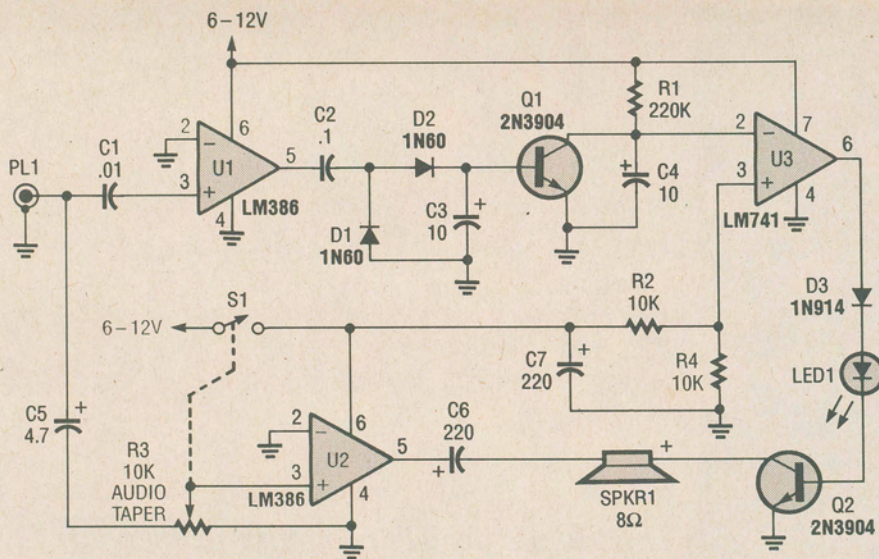 6–12V
R1
220K
Q1
2N3904
C2
.1
D2
1N60
C1
.01
PL1
2
–
6
U1
5
3
+
4
LM386
D1
1N60
C3
10
+
C4
10
+
2
–
7
6
U3
3
+
4
LM741
D3
1N914
LED1
S1
6–12V
R2
10K
R4
10K
C7
220
+
C5
4.7
+
R3
10K
AUDIO
TAPER
2
–
6
U2
5
3
+
4
LM386
C6
220
+
SPKR1
8Ω
+
Q2
2N3904